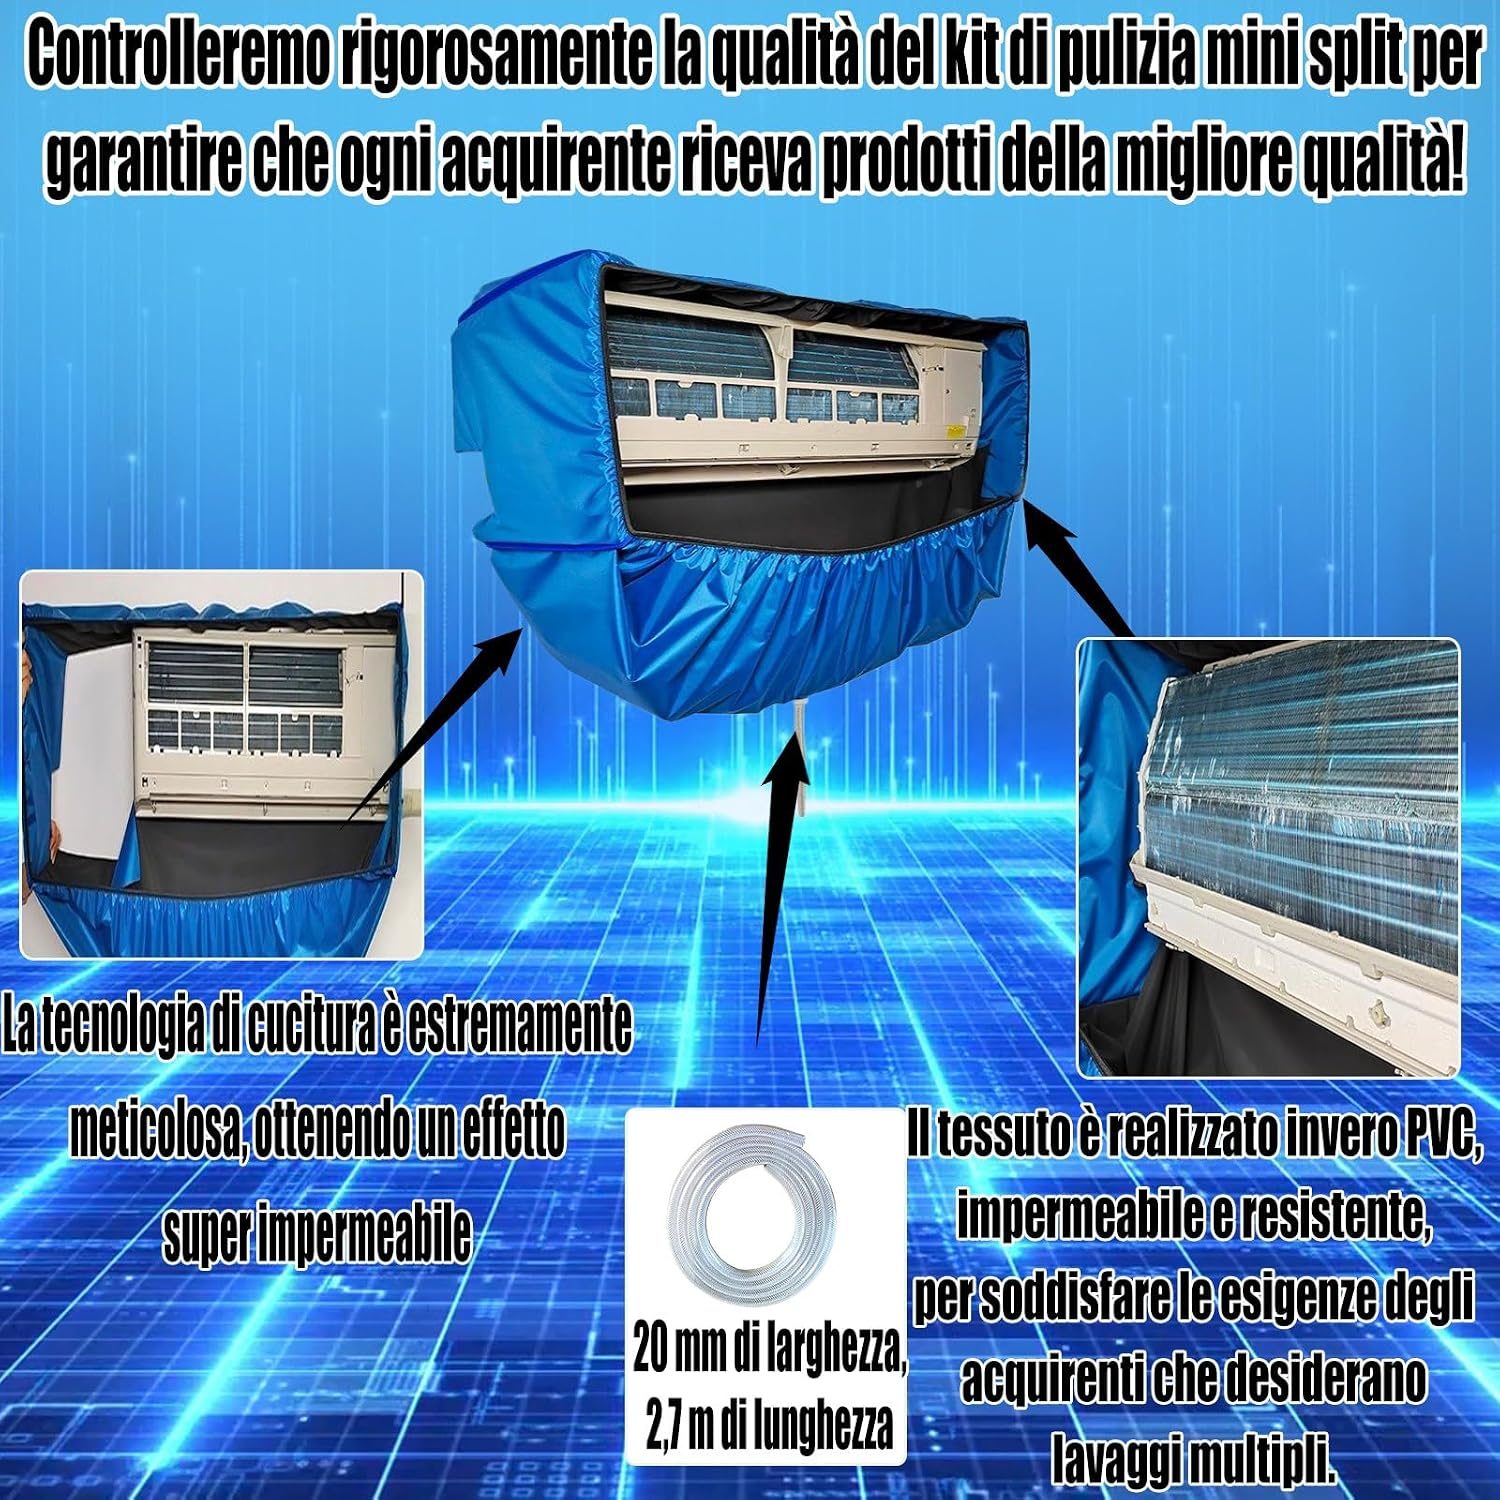 Controlleremo rigorosamente la qualità del kit di pulizia mini split per
garantire che ogni acquirente riceva prodotti della migliore qualità!
La tecnologia di cucitura è estremamente
meticolosa, ottenendo un effetto
super impermeabile
20 mm di larghezza,
2,7 m di lunghezza
Il tessuto è realizzato invero PVC,
impermeabile e resistente,
per soddisfare le esigenze degli
acquirenti che desiderano
lavaggi multipli.